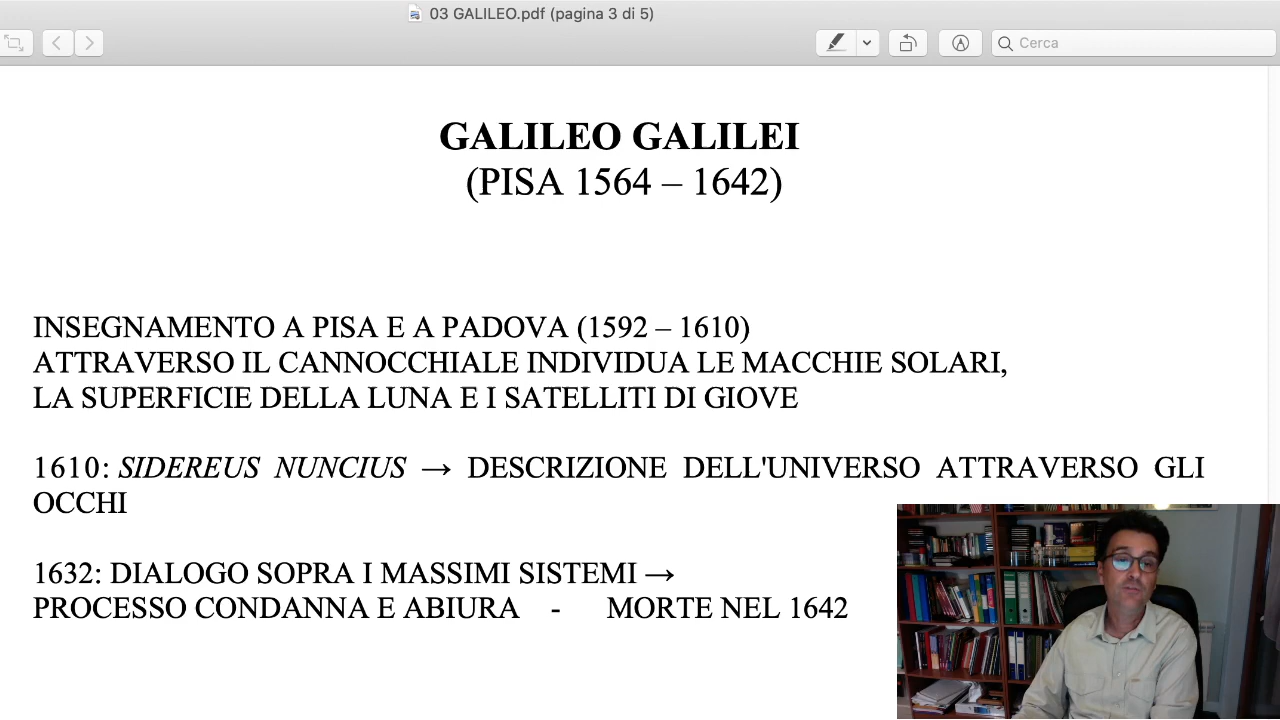 03 GALILEO.pdf (pagina 3 di 5)
Cerca
GALILEO GALILEI
(PISA 1564 – 1642)
INSEGNAMENTO A PISA E A PADOVA (1592 – 1610)
ATTRAVERSO IL CANNOCCHIALE INDIVIDUA LE MACCHIE SOLARI,
LA SUPERFICIE DELLA LUNA E I SATELLITI DI GIOVE
1610: SIDEREUS NUNCIUS → DESCRIZIONE DELL'UNIVERSO ATTRAVERSO GLI
OCCHI
1632: DIALOGO SOPRA I MASSIMI SISTEMI →
PROCESSO CONDANNA E ABIURA - MORTE NEL 1642